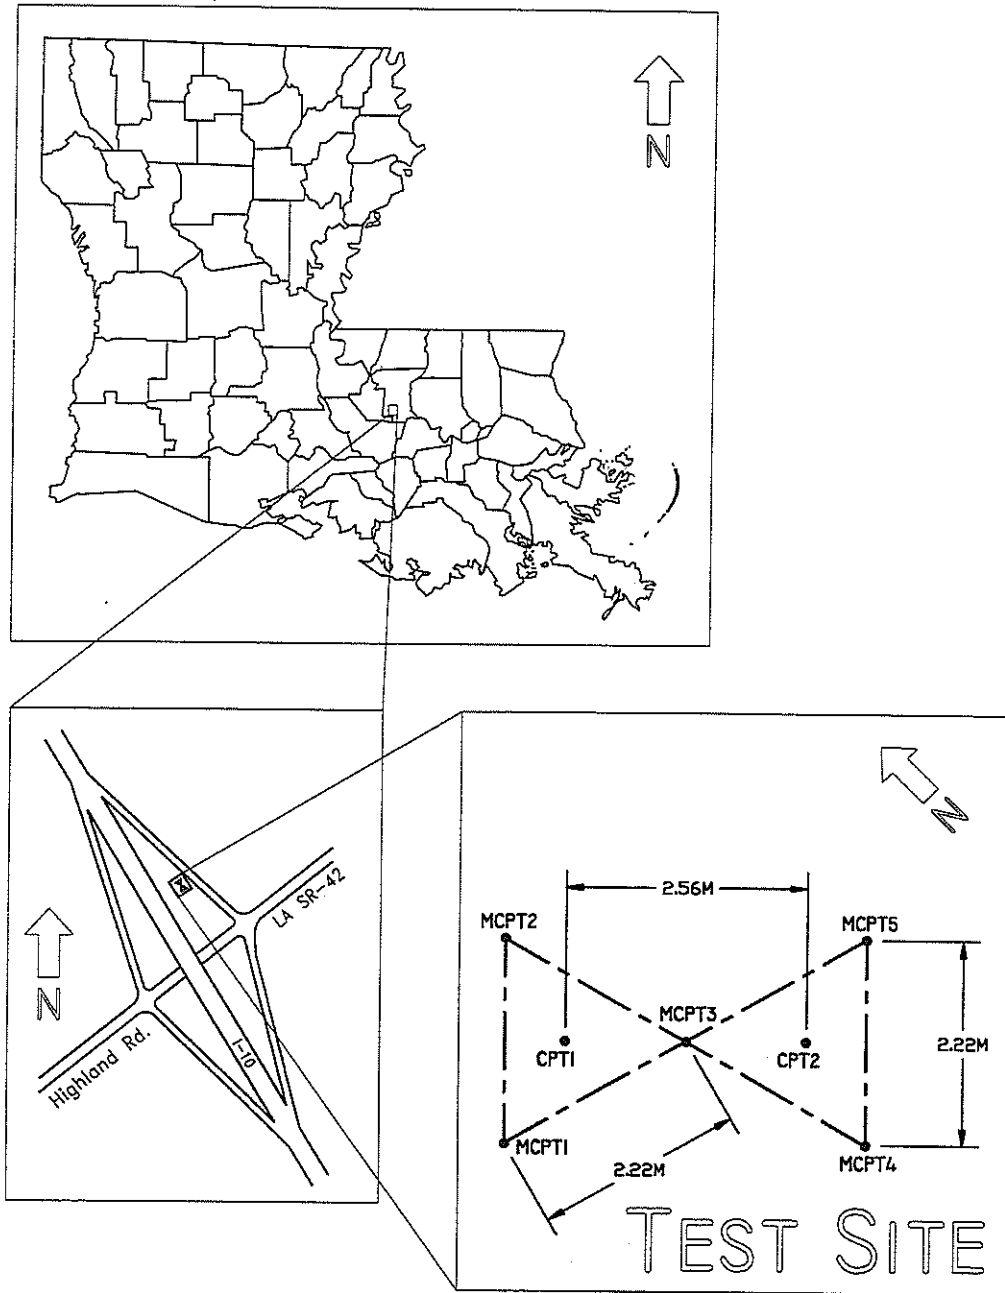 N
LA SR-42
N
I-10
Highland Rd.
N
2.56M
MCPT2
MCPT5
MCPT3
CPT1
CPT2
2.22M
MCPT1
2.22M
MCPT4
TEST SITE